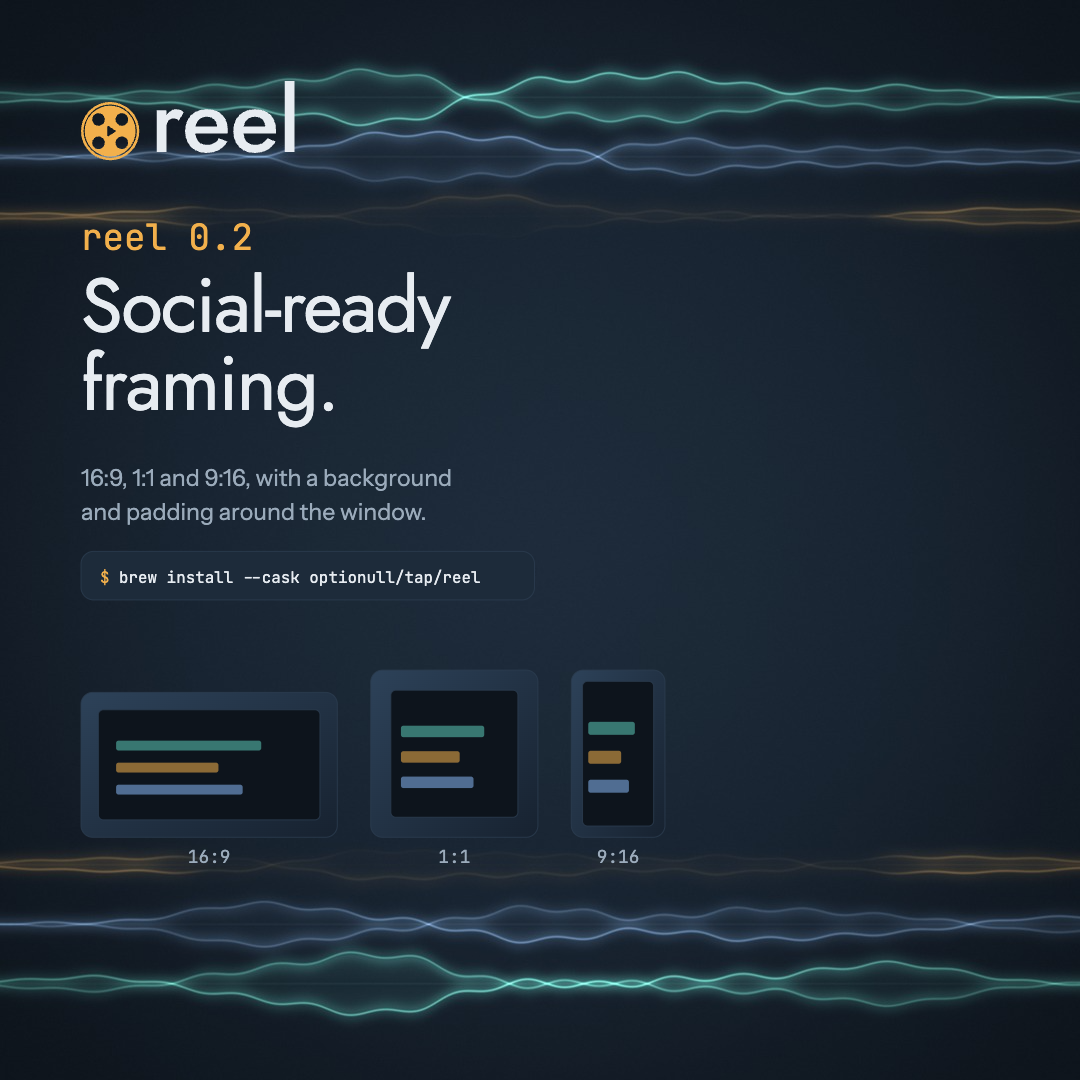 reel
reel 0.2
Social-ready
framing.
16:9, 1:1 and 9:16, with a background
and padding around the window.
$ brew install --cask optionull/tap/reel
16:9
1:1
9:16